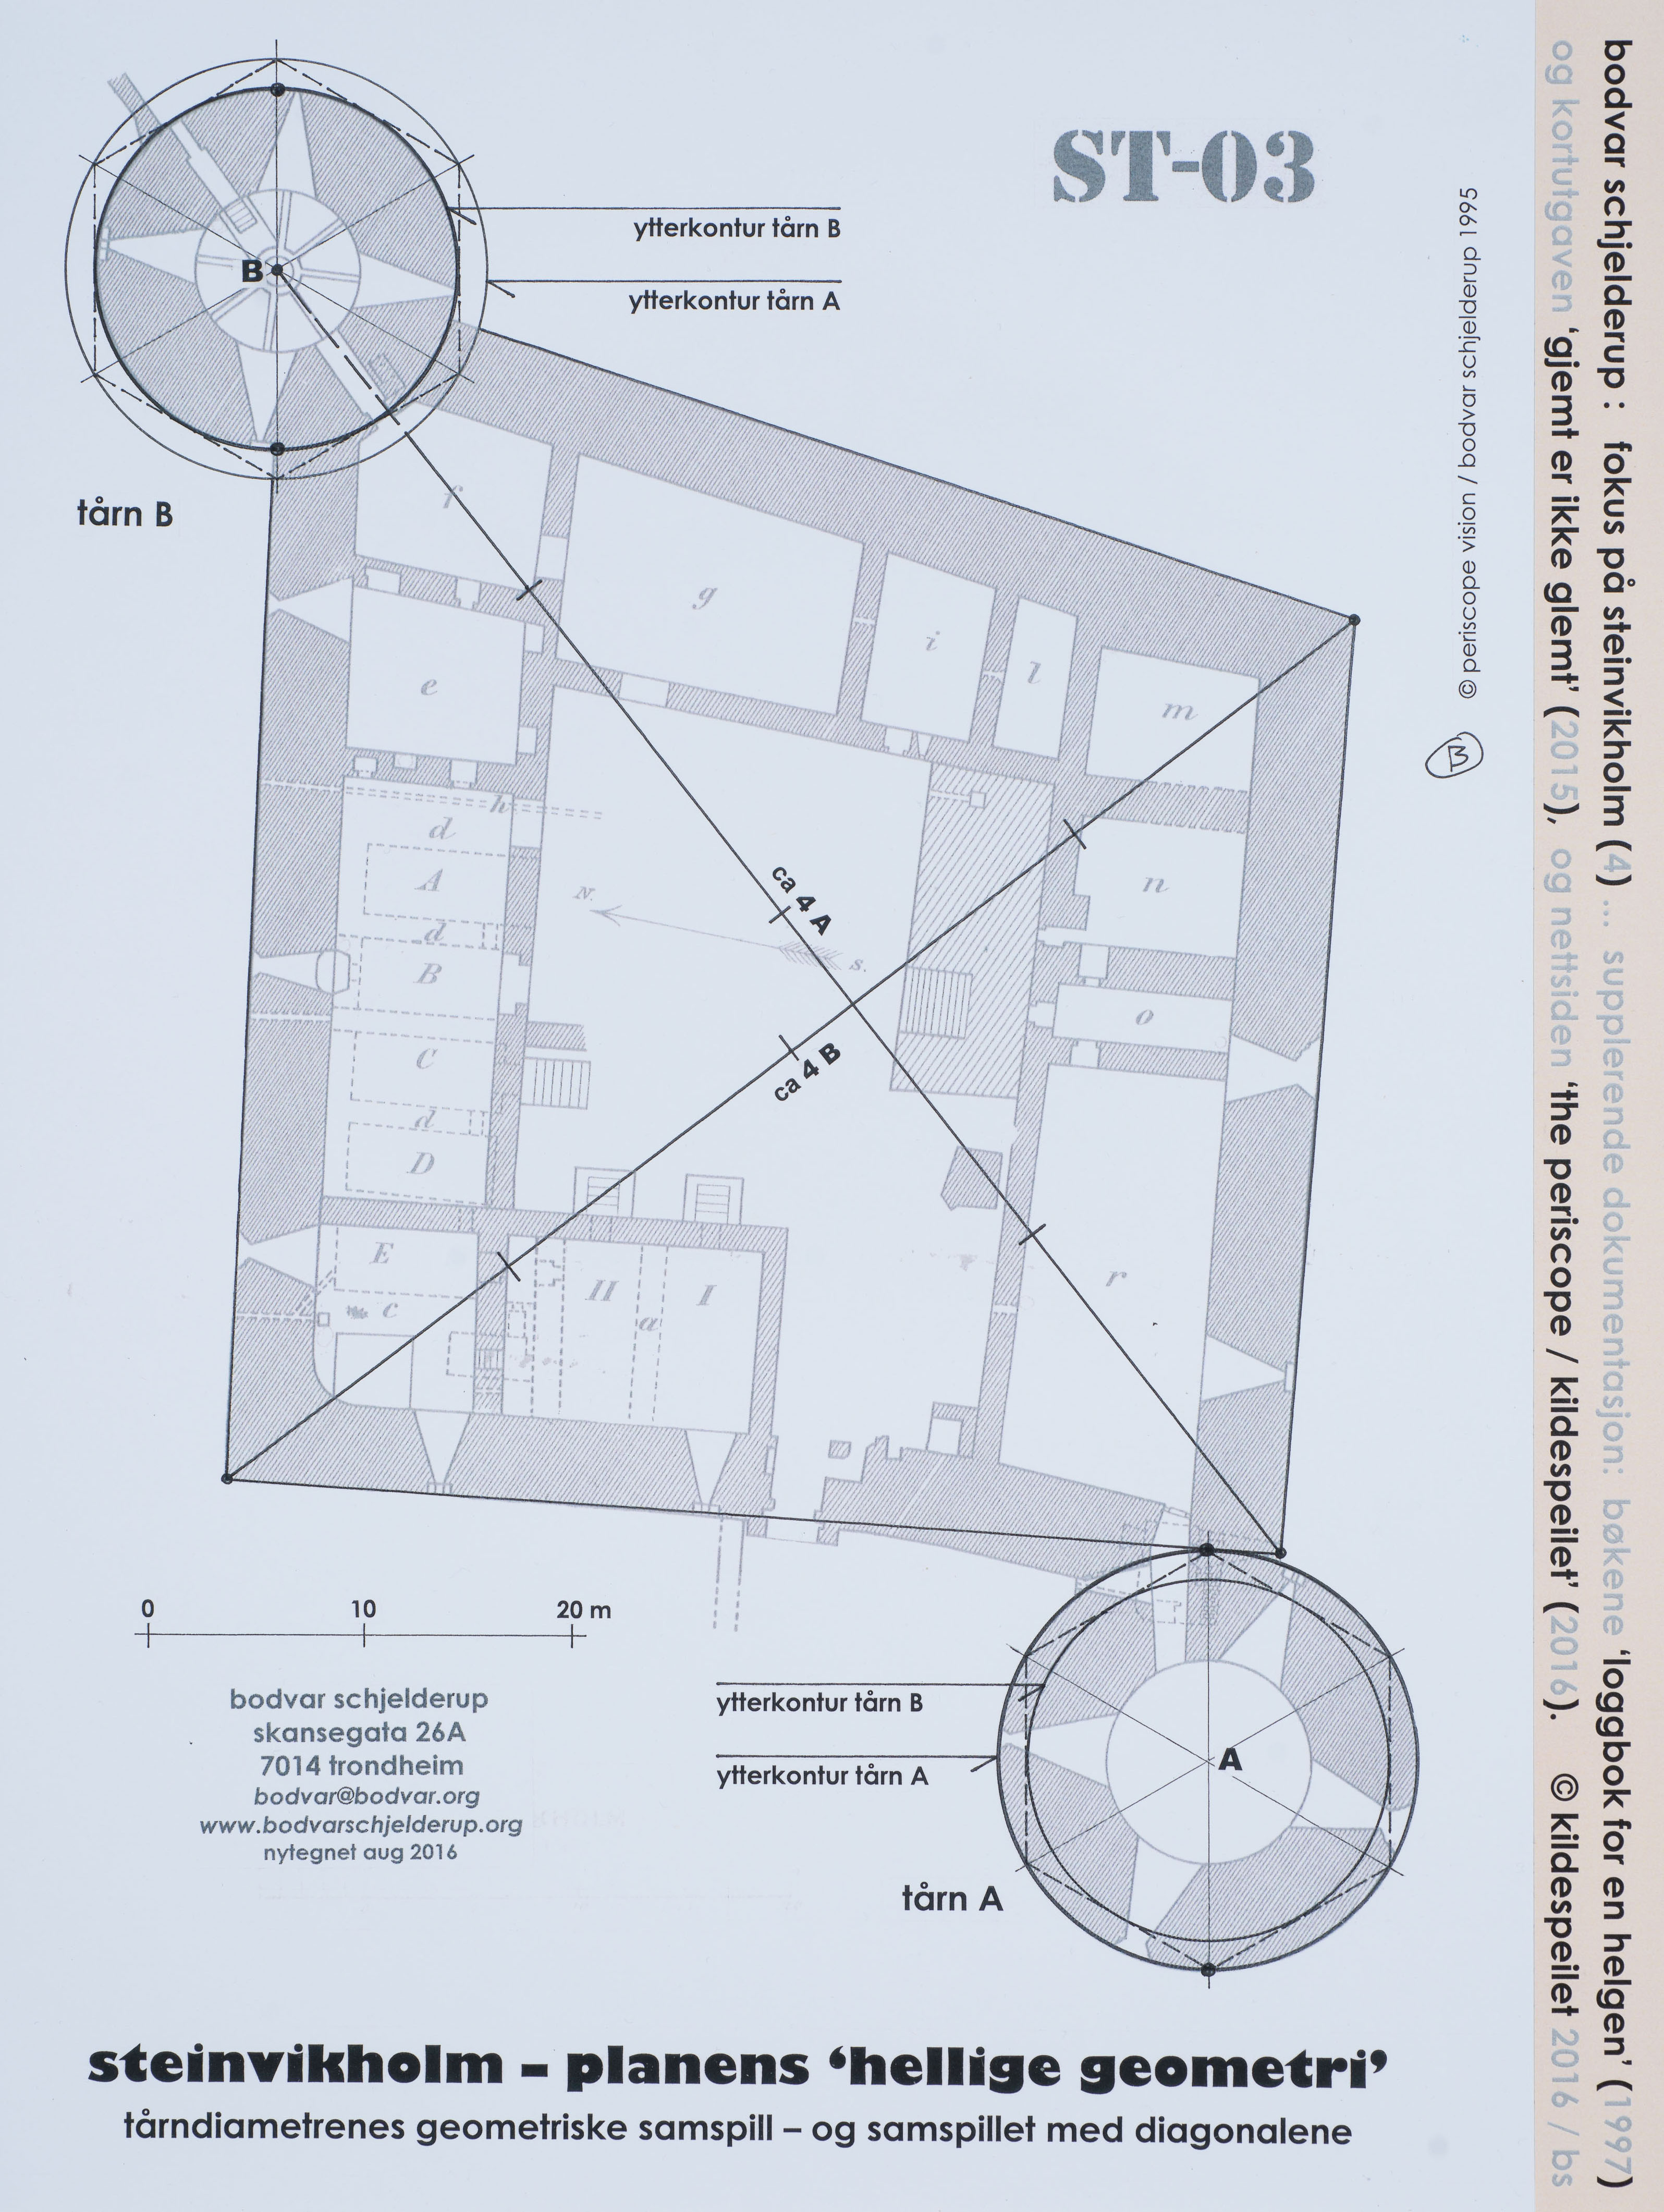 ST-03
ytterkontur tårn B
ytterkontur tårn A
B
tårn B
f
g
i
l
m
e
h
d
A
d
B
C
d
D
E
c
II
I
a
n
o
r
N.
s.
ca 4 A
ca 4 B
0 10 20 m
ytterkontur tårn B
ytterkontur tårn A
A
tårn A
bodvar schjelderup
skansegata 26A
7014 trondheim
bodvar@bodvar.org
www.bodvarschjelderup.org
nytegnet aug 2016
steinvikholm – planens ‘hellige geometri’
tårndiametrenes geometriske samspill – og samspillet med diagonalene
© periscope vision / bodvar schjelderup 1995
bodvar schjelderup : fokus på steinvikholm (4) ... supplerende dokumentasjon: bøkene ‘loggbok for en helgen’ (1997)
og kortutgaven ‘gjemt er ikke glemt’ (2015), og nettsiden ‘the periscope / kildespeilet’ (2016). © kildespeilet 2016 / bs